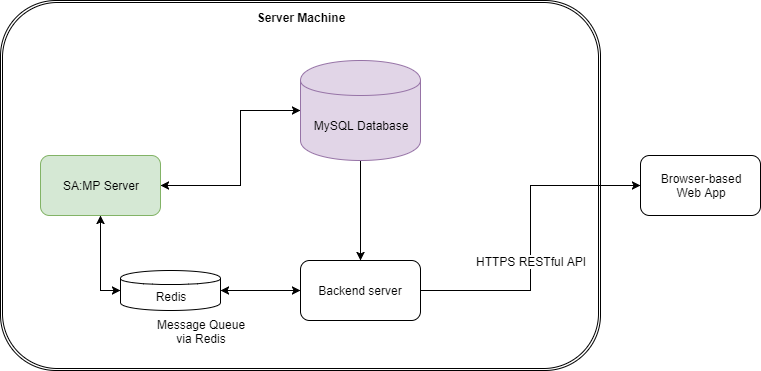 Server Machine
MySQL Database
SA:MP Server
Browser-based
Web App
HTTPS RESTful API
Backend server
Redis
Message Queue
via Redis